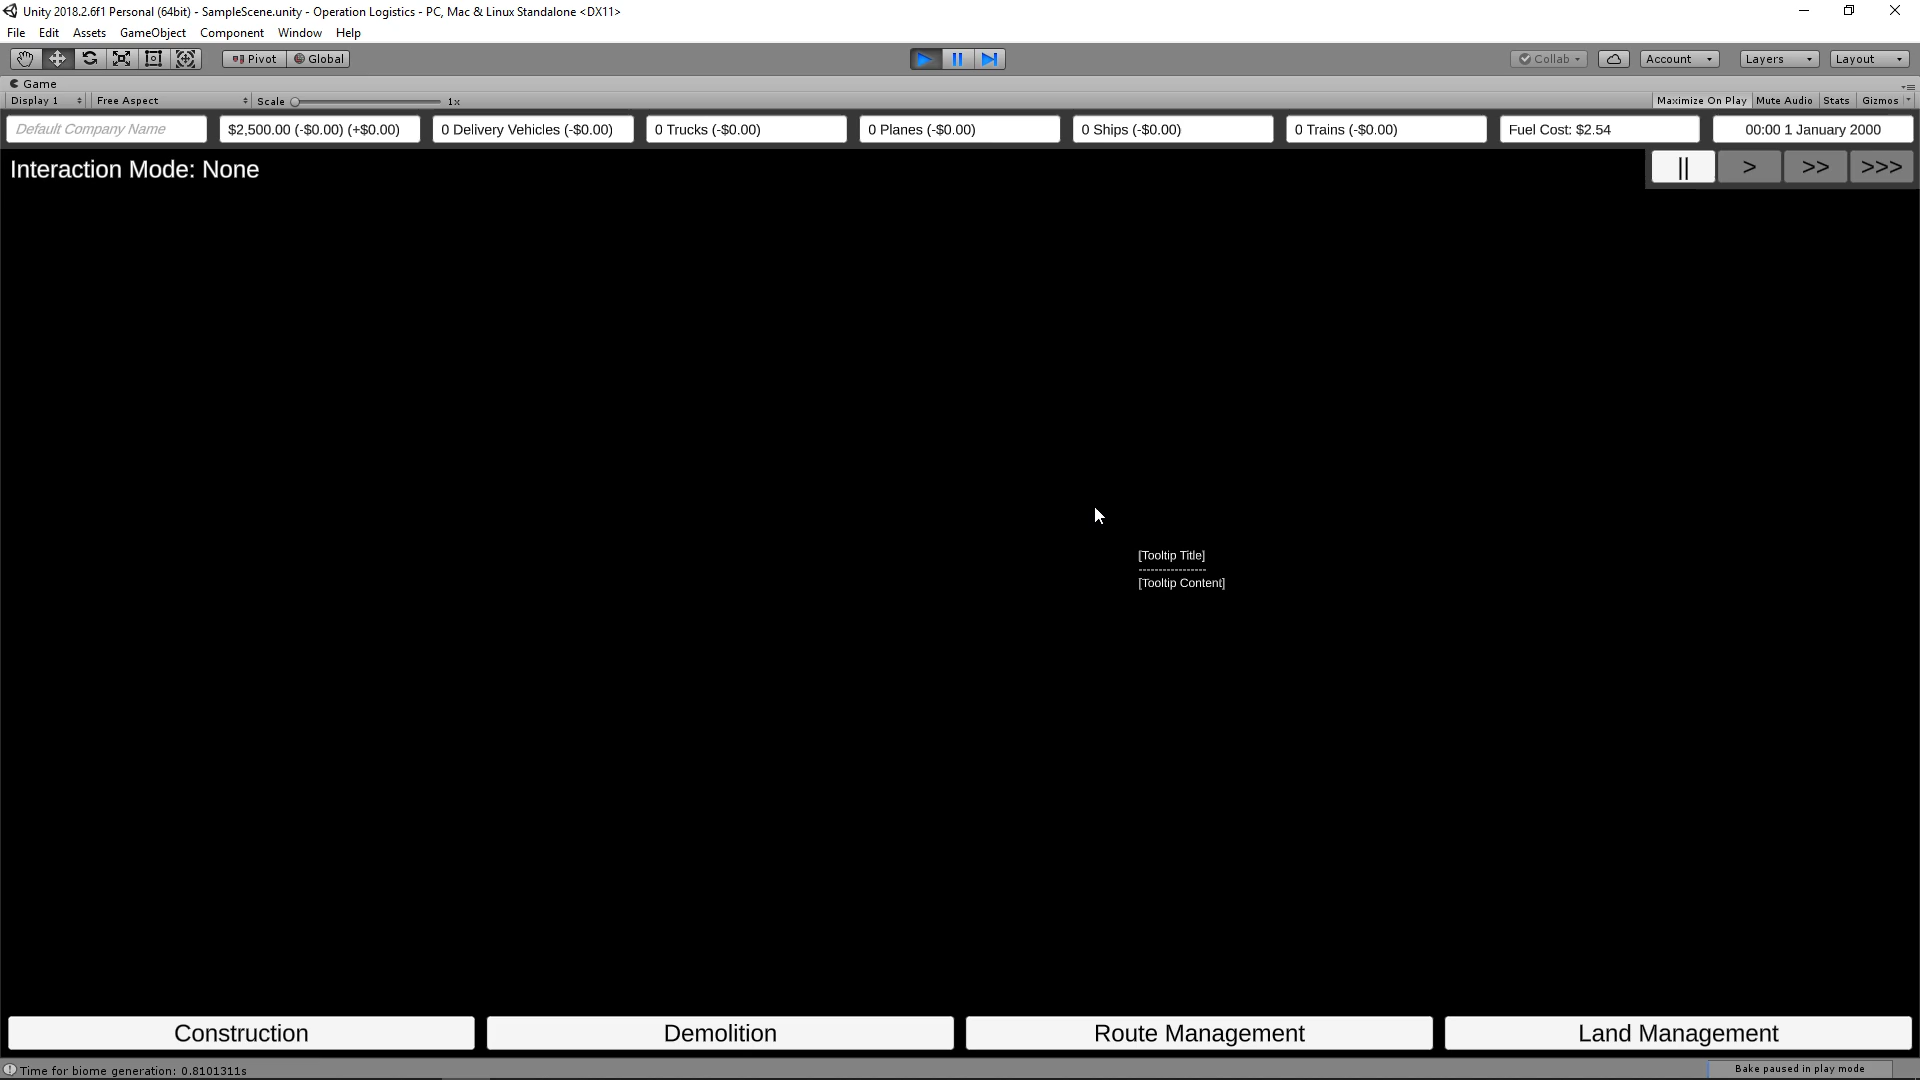 Unity 2018.2.6f1 Personal (64bit) - SampleScene.unity - Operation Logistics - PC, Mac & Linux Standalone <DX11>
File Edit Assets GameObject Component Window Help
Pivot Global Collab Account Layers Layout
Game
Display 1 Free Aspect Scale 1x Maximize On Play Mute Audio Stats Gizmos
Default Company Name $2,500.00 (-$0.00) (+$0.00) 0 Delivery Vehicles (-$0.00) 0 Trucks (-$0.00) 0 Planes (-$0.00) 0 Ships (-$0.00) 0 Trains (-$0.00) Fuel Cost: $2.54 00:00 1 January 2000
Interaction Mode: None || > >> >>>
[Tooltip Title]
-----------------
[Tooltip Content]
Construction Demolition Route Management Land Management
Time for biome generation: 0.8101311s Bake paused in play mode